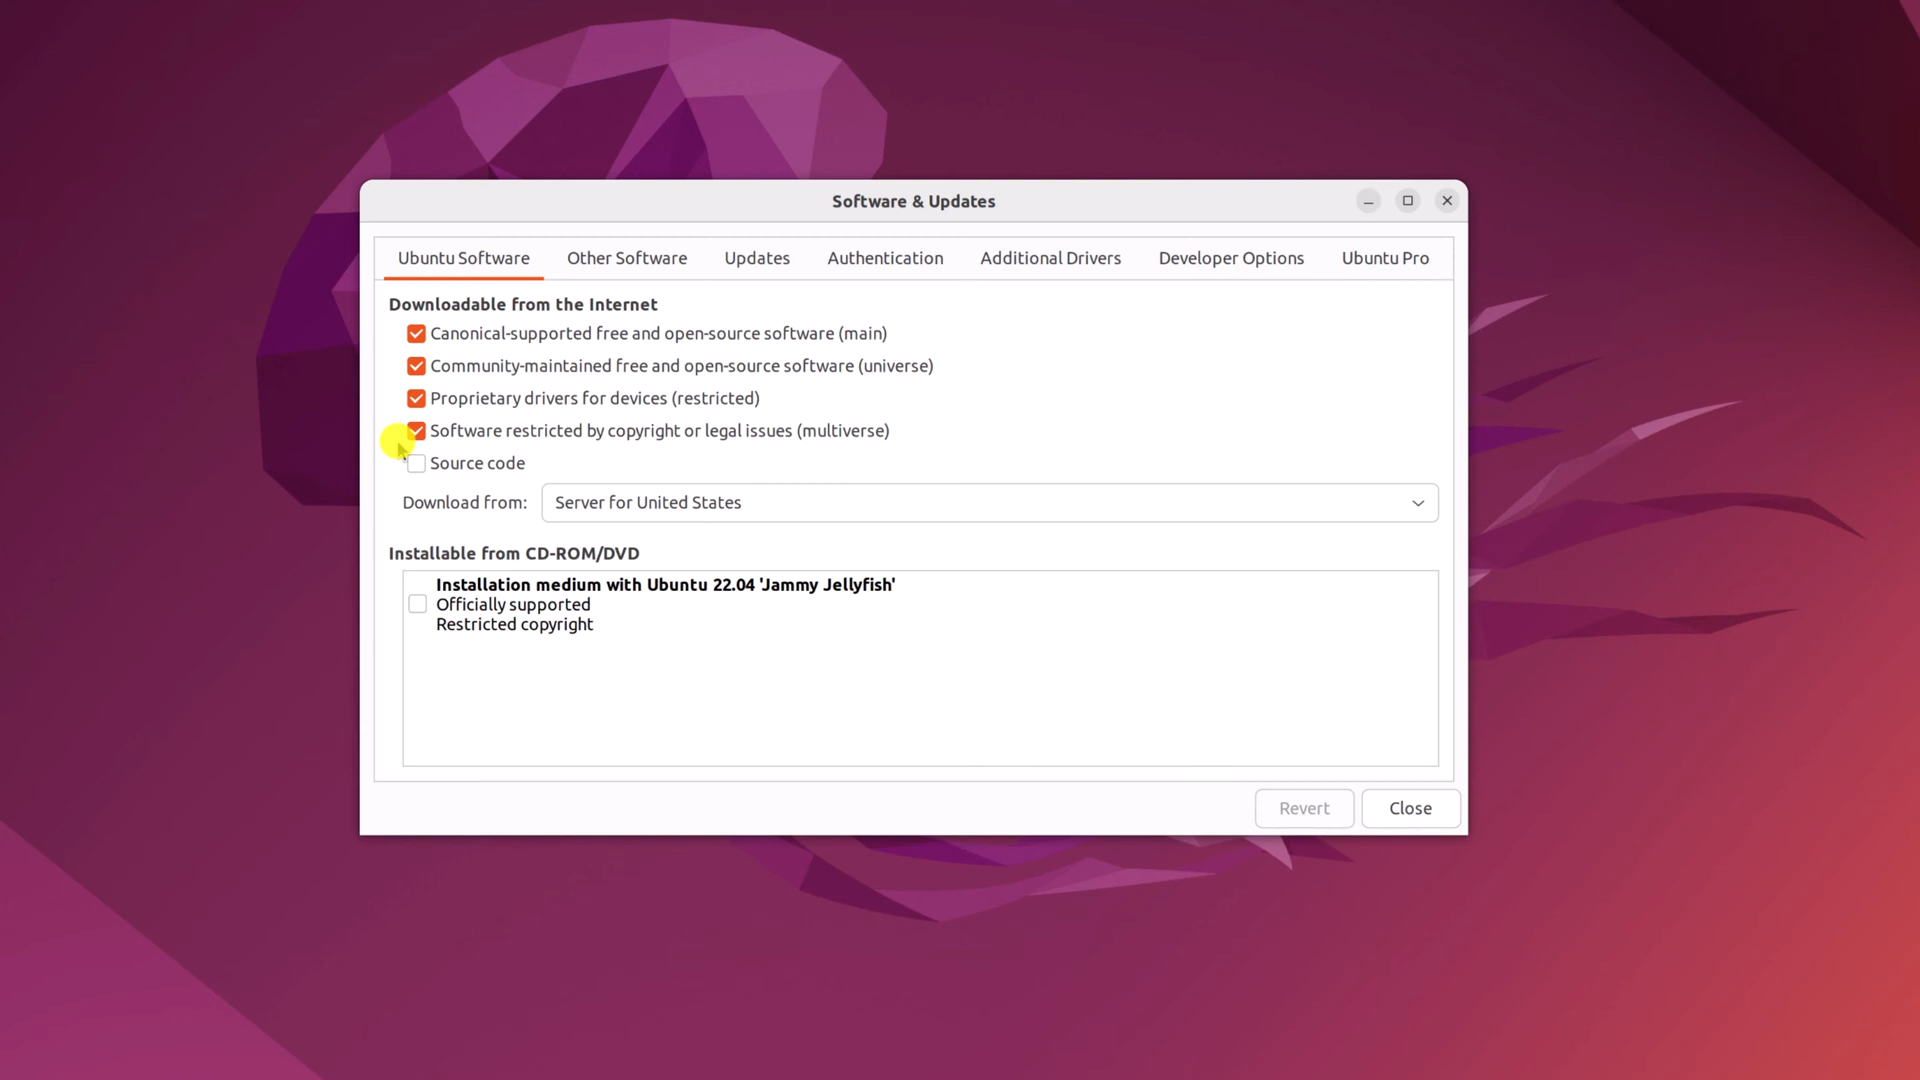 Software & Updates
Ubuntu Software Other Software Updates Authentication Additional Drivers Developer Options Ubuntu Pro
Downloadable from the Internet
Canonical-supported free and open-source software (main)
Community-maintained free and open-source software (universe)
Proprietary drivers for devices (restricted)
Software restricted by copyright or legal issues (multiverse)
Source code
Download from: Server for United States
Installable from CD-ROM/DVD
Installation medium with Ubuntu 22.04 'Jammy Jellyfish'
Officially supported
Restricted copyright
Revert Close